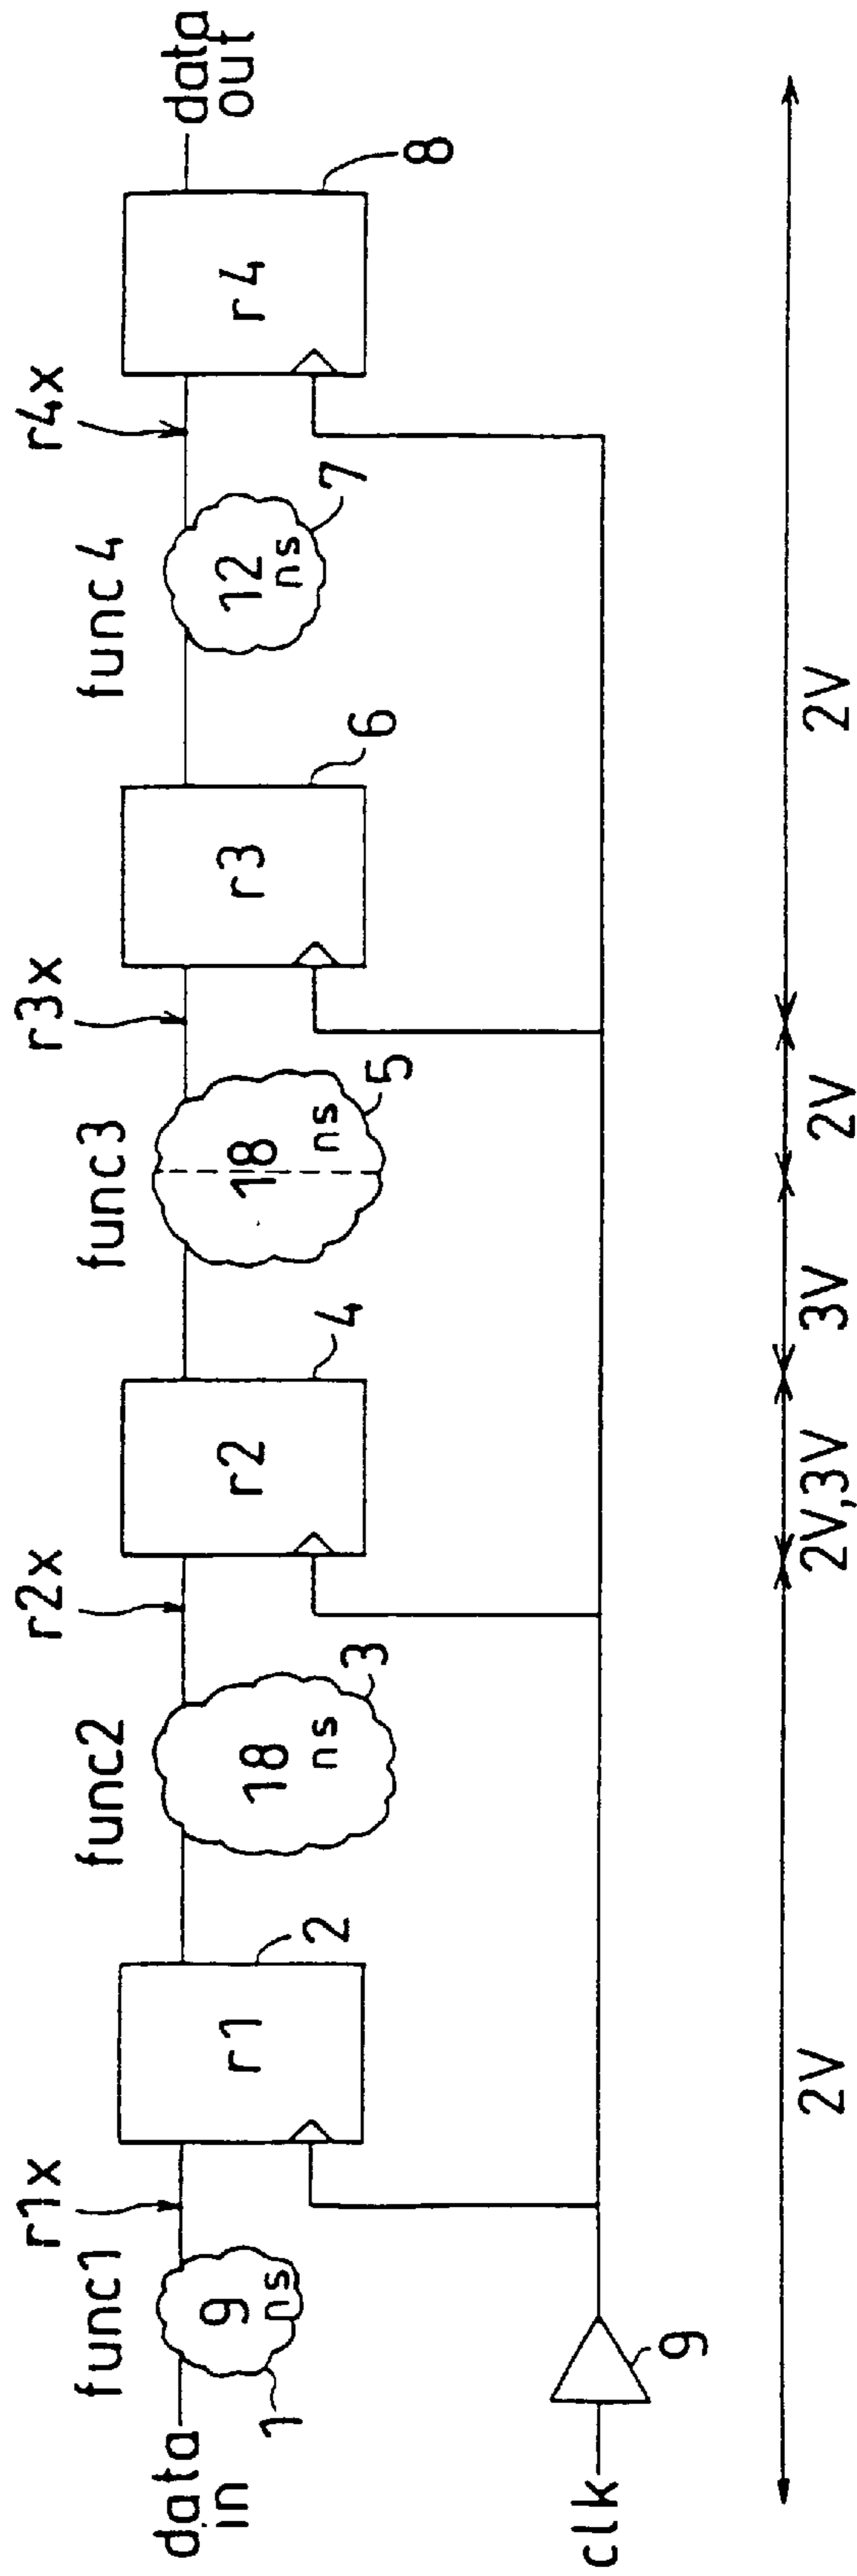 func1
func2
func3
func4
r1x
r2x
r3x
r4x
data
in
9
ns
r1
18
ns
r2
18
ns
r3
12
ns
r4
data
out
1
2
3
4
5
6
7
8
clk
9
2V
2V,3V
3V
2V
2V